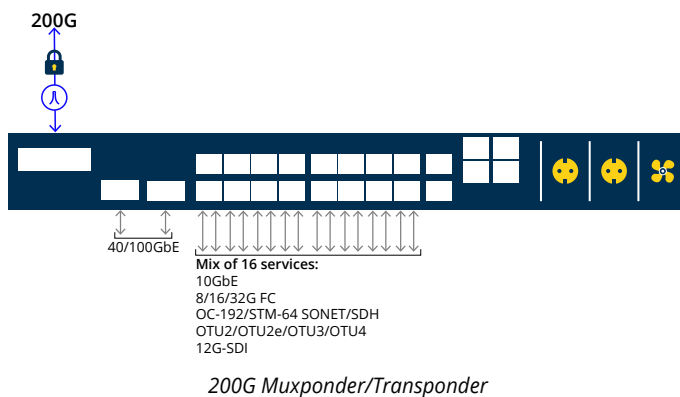 200G
40/100GbE
Mix of 16 services:
10GbE
8/16/32G FC
OC-192/STM-64 SONET/SDH
OTU2/OTU2e/OTU3/OTU4
12G-SDI
200G Muxponder/Transponder